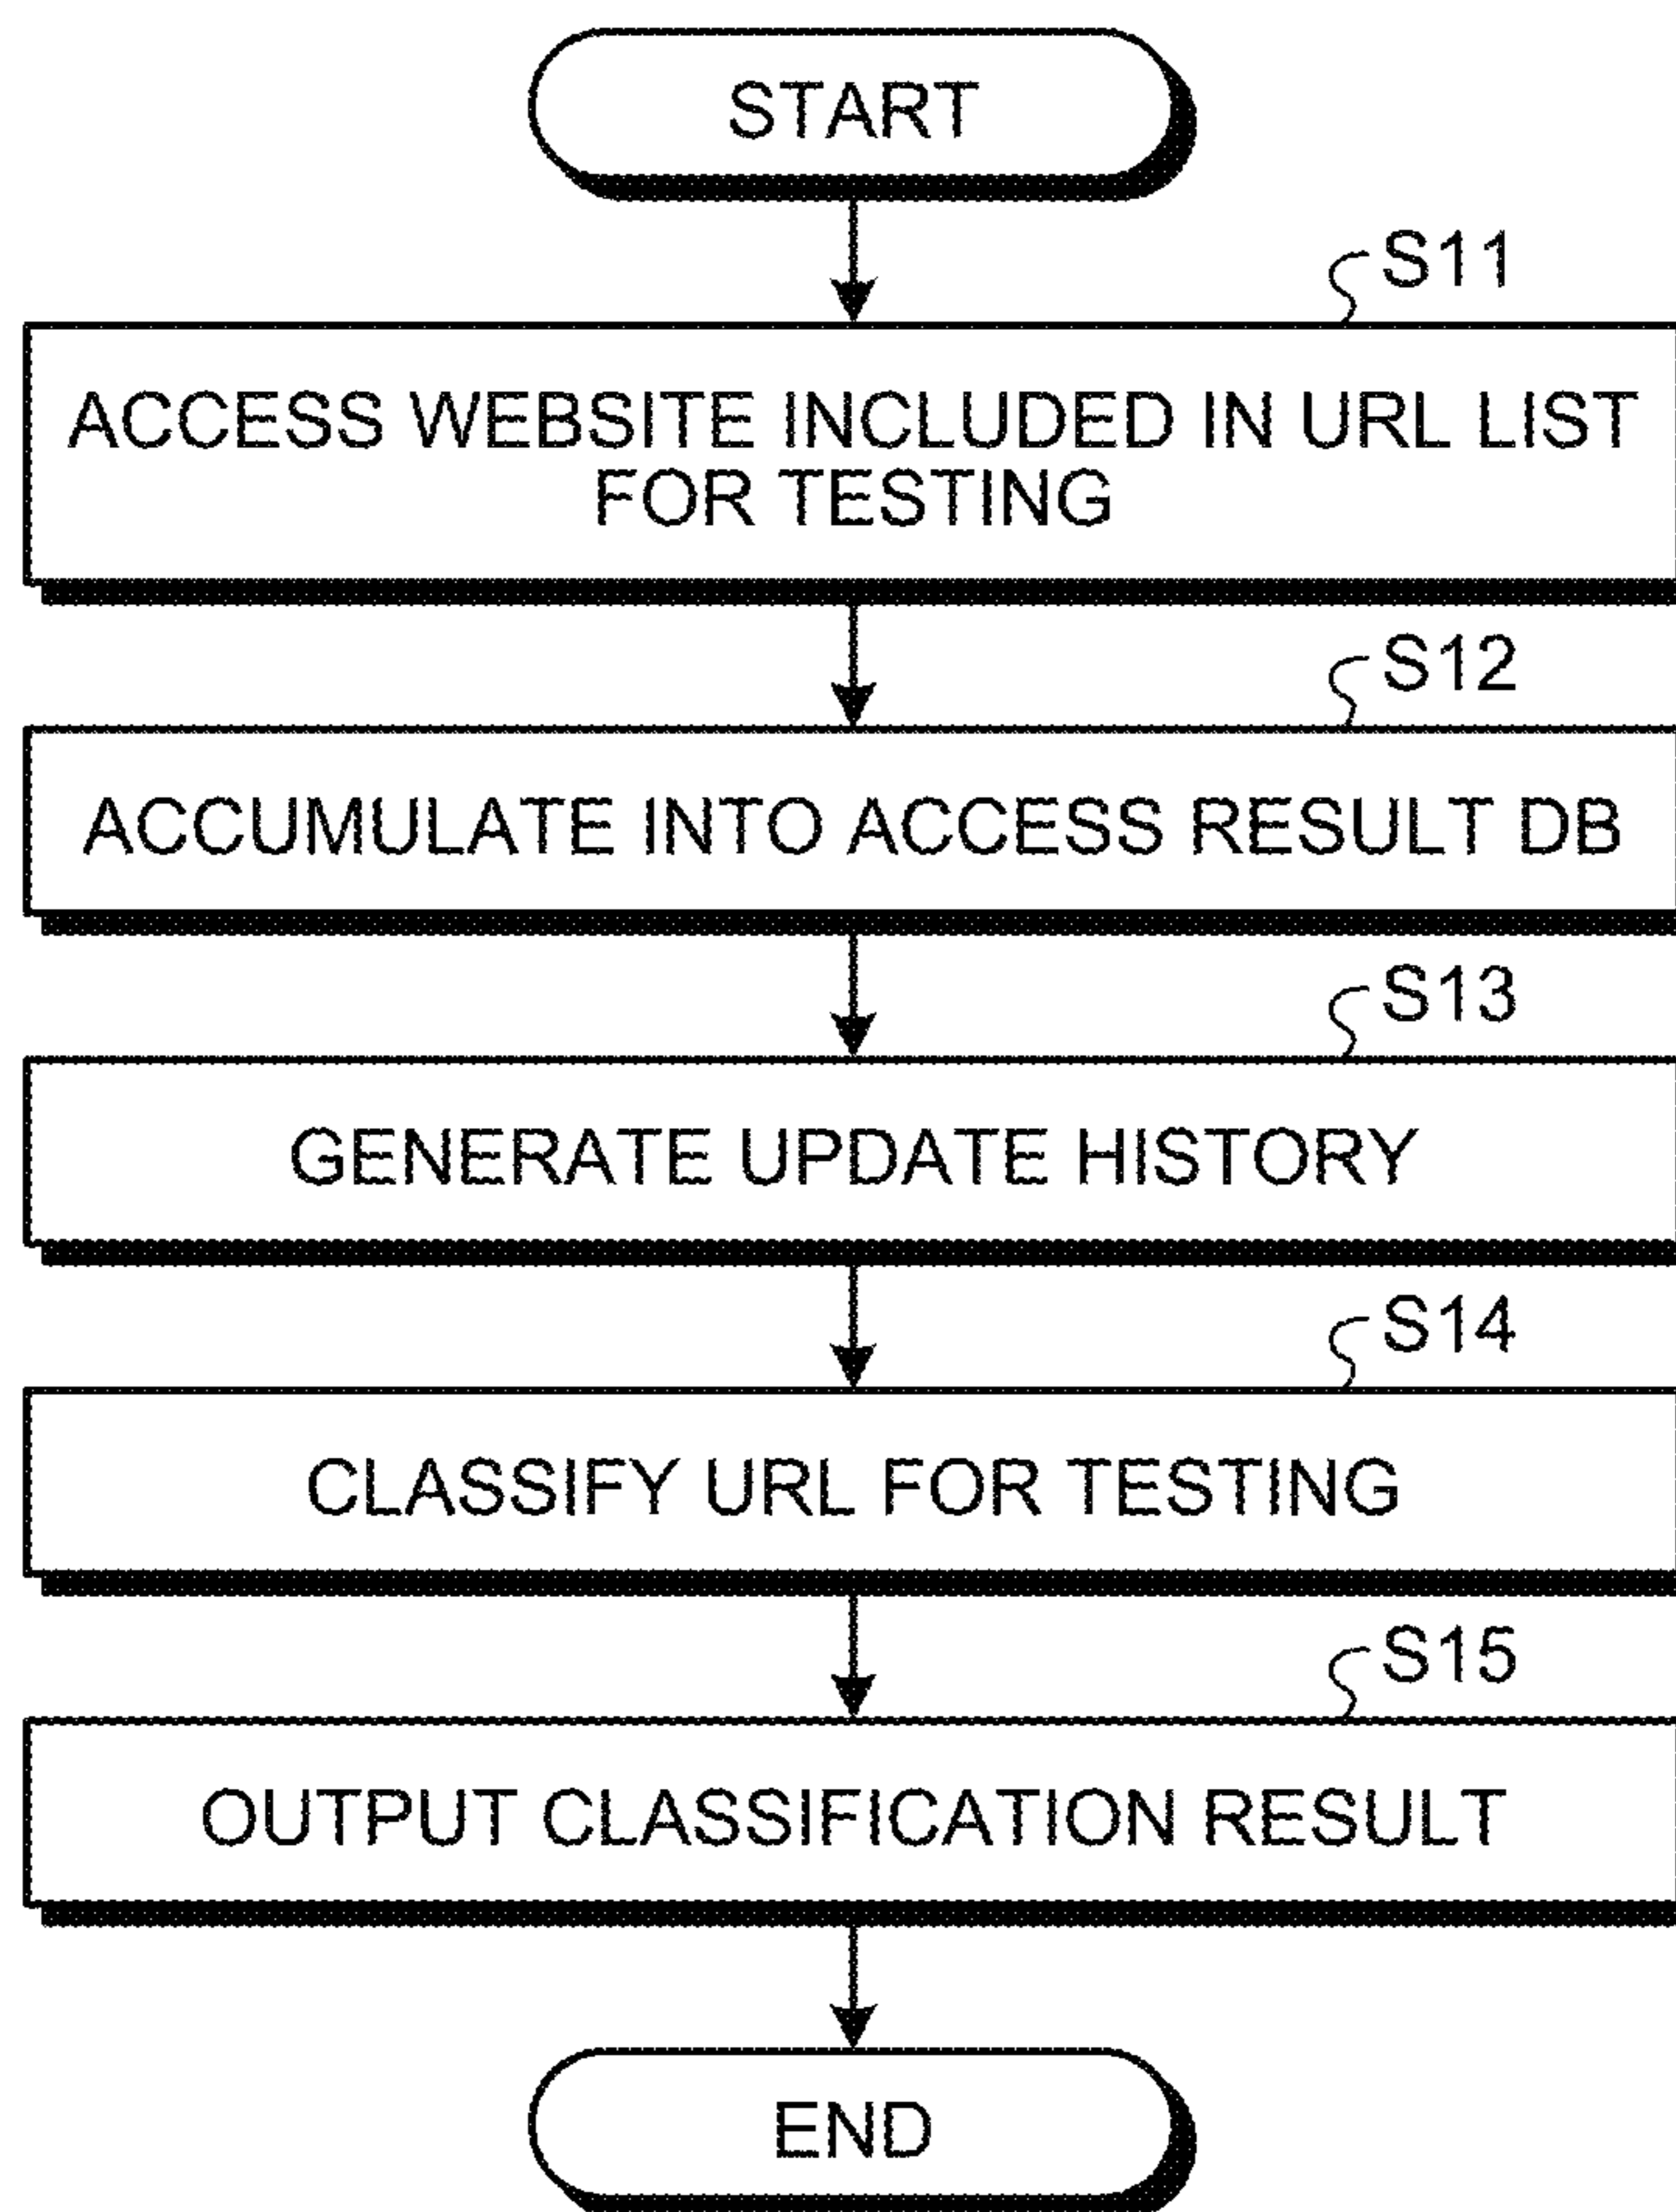 START
S11
ACCESS WEBSITE INCLUDED IN URL LIST
FOR TESTING
S12
ACCUMULATE INTO ACCESS RESULT DB
S13
GENERATE UPDATE HISTORY
S14
CLASSIFY URL FOR TESTING
S15
OUTPUT CLASSIFICATION RESULT
END